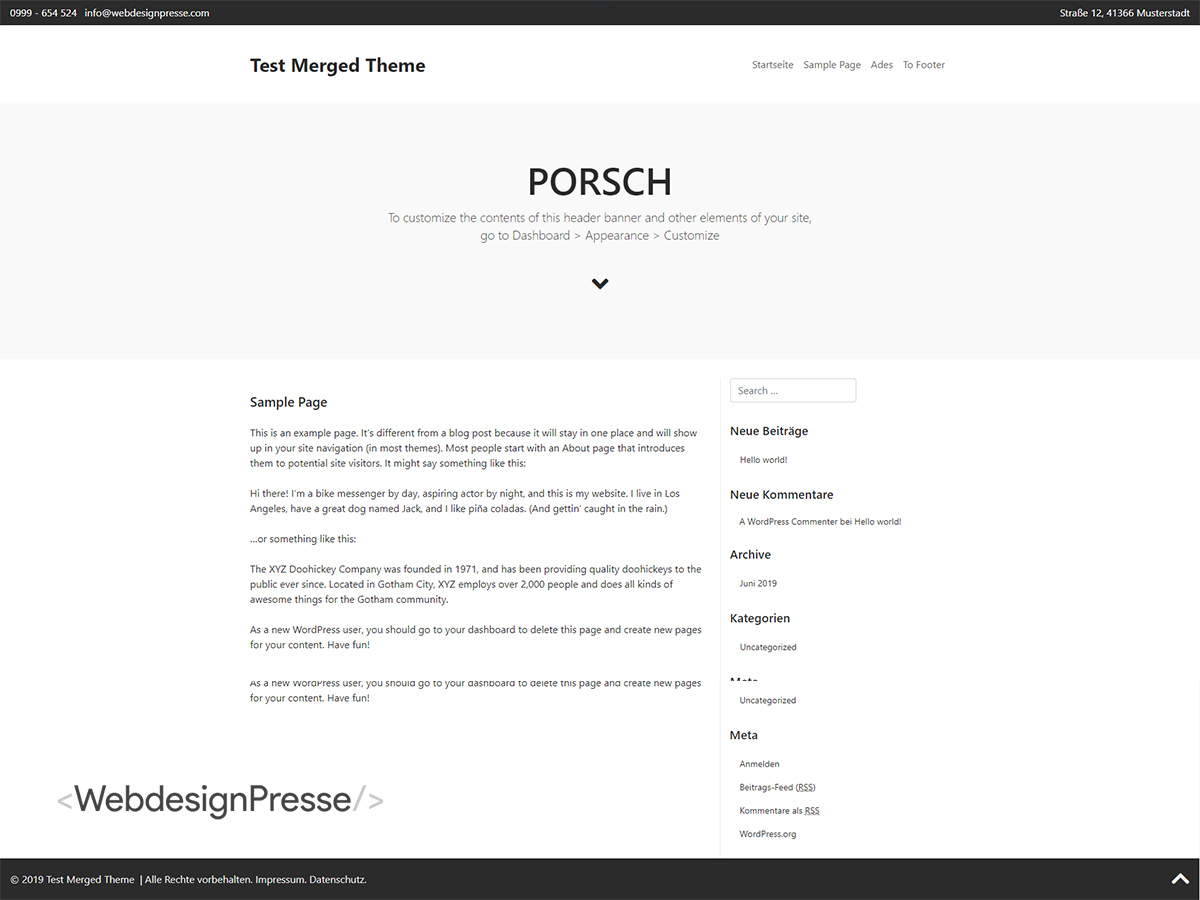 0999 - 654 524 info@webdesignpresse.com
Straße 12, 41366 Musterstadt
Test Merged Theme
Startseite Sample Page Ades To Footer
PORSCH
To customize the contents of this header banner and other elements of your site,
go to Dashboard > Appearance > Customize
Sample Page
This is an example page. It's different from a blog post because it will stay in one place and will show
up in your site navigation (in most themes). Most people start with an About page that introduces
them to potential site visitors. It might say something like this:
Hi there! I'm a bike messenger by day, aspiring actor by night, and this is my website. I live in Los
Angeles, have a great dog named Jack, and I like piña coladas. (And gettin' caught in the rain.)
...or something like this:
The XYZ Doohickey Company was founded in 1971, and has been providing quality doohickeys to the
public ever since. Located in Gotham City, XYZ employs over 2,000 people and does all kinds of
awesome things for the Gotham community.
As a new WordPress user, you should go to your dashboard to delete this page and create new pages
for your content. Have fun!
As a new WordPress user, you should go to your dashboard to delete this page and create new pages
for your content. Have fun!
Search ...
Neue Beiträge
Hello world!
Neue Kommentare
A WordPress Commenter bei Hello world!
Archive
Juni 2019
Kategorien
Uncategorized
Meta
Uncategorized
Meta
Anmelden
Beitrags-Feed (RSS)
Kommentare als RSS
WordPress.org
<WebdesignPresse/>
© 2019 Test Merged Theme | Alle Rechte vorbehalten. Impressum. Datenschutz.